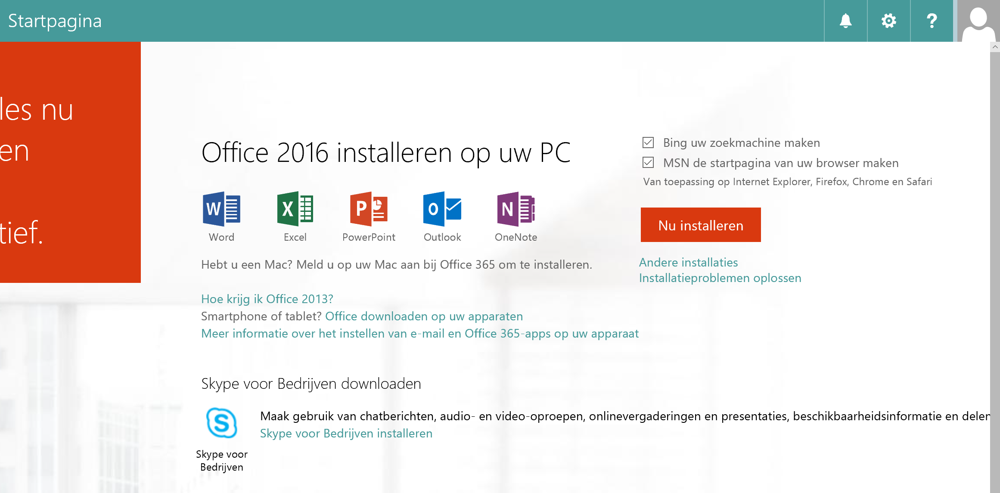 Startpagina
les nu
en
tief.
Office 2016 installeren op uw PC
Word
Excel
PowerPoint
Outlook
OneNote
Hebt u een Mac? Meld u op uw Mac aan bij Office 365 om te installeren.
Hoe krijg ik Office 2013?
Smartphone of tablet? Office downloaden op uw apparaten
Meer informatie over het instellen van e-mail en Office 365-apps op uw apparaat
Bing uw zoekmachine maken
MSN de startpagina van uw browser maken
Van toepassing op Internet Explorer, Firefox, Chrome en Safari
Nu installeren
Andere installaties
Installatieproblemen oplossen
Skype voor Bedrijven downloaden
Maak gebruik van chatberichten, audio- en video-oproepen, onlinevergaderingen en presentaties, beschikbaarheidsinformatie en delen
Skype voor Bedrijven installeren
Skype voor
Bedrijven